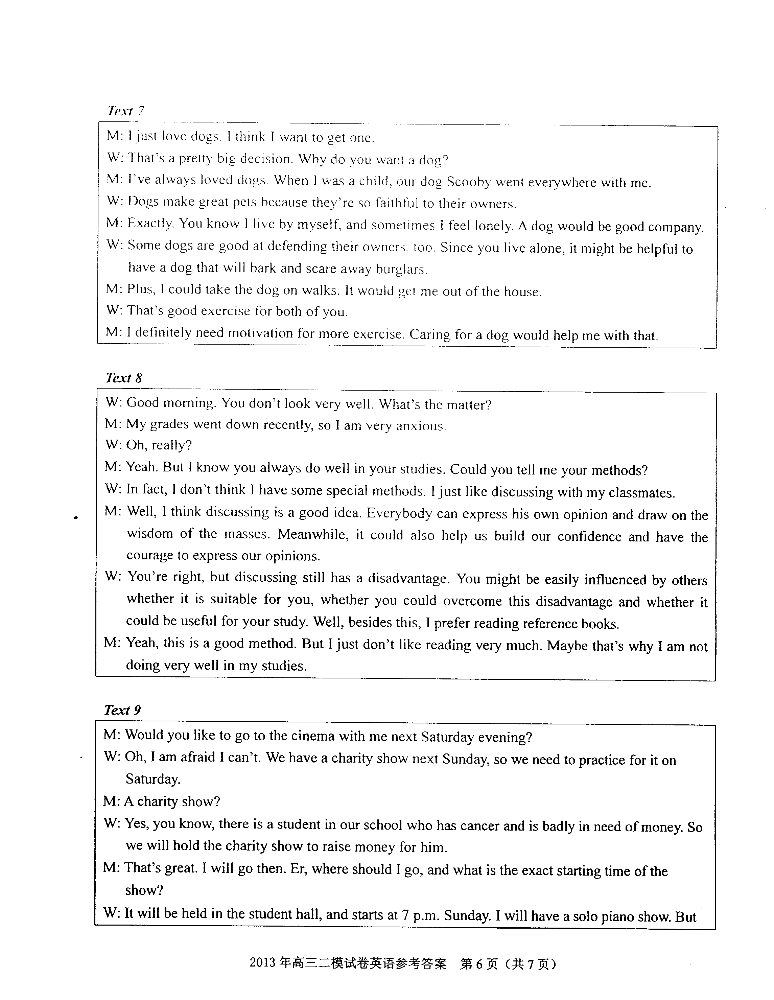 Text 7
M: I just love dogs. I think I want to get one.
W: That's a pretty big decision. Why do you want a dog?
M: I've always loved dogs. When I was a child, our dog Scooby went everywhere with me.
W: Dogs make great pets because they're so faithful to their owners.
M: Exactly. You know I live by myself, and sometimes I feel lonely. A dog would be good company.
W: Some dogs are good at defending their owners, too. Since you live alone, it might be helpful to
have a dog that will bark and scare away burglars.
M: Plus, I could take the dog on walks. It would get me out of the house.
W: That's good exercise for both of you.
M: I definitely need motivation for more exercise. Caring for a dog would help me with that.
Text 8
W: Good morning. You don't look very well. What's the matter?
M: My grades went down recently, so I am very anxious.
W: Oh, really?
M: Yeah. But I know you always do well in your studies. Could you tell me your methods?
W: In fact, I don't think I have some special methods. I just like discussing with my classmates.
M: Well, I think discussing is a good idea. Everybody can express his own opinion and draw on the
wisdom of the masses. Meanwhile, it could also help us build our confidence and have the
courage to express our opinions.
W: You're right, but discussing still has a disadvantage. You might be easily influenced by others
whether it is suitable for you, whether you could overcome this disadvantage and whether it
could be useful for your study. Well, besides this, I prefer reading reference books.
M: Yeah, this is a good method. But I just don't like reading very much. Maybe that's why I am not
doing very well in my studies.
Text 9
M: Would you like to go to the cinema with me next Saturday evening?
W: Oh, I am afraid I can't. We have a charity show next Sunday, so we need to practice for it on
Saturday.
M: A charity show?
W: Yes, you know, there is a student in our school who has cancer and is badly in need of money. So
we will hold the charity show to raise money for him.
M: That's great. I will go then. Er, where should I go, and what is the exact starting time of the
show?
W: It will be held in the student hall, and starts at 7 p.m. Sunday. I will have a solo piano show. But
2013 年高三二模试卷英语参考答案 第 6 页（共 7 页）